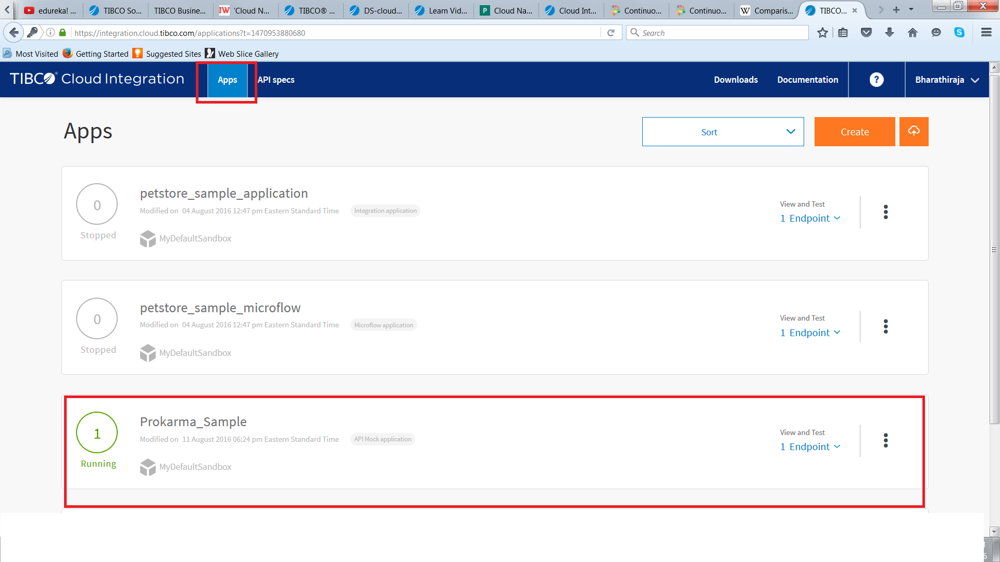 edureka! ...
TIBCO So...
TIBCO Busine...
IW 'Cloud N...
TIBCO® ...
DS-cloud...
Learn Vid...
P Cloud Na...
Cloud Int...
Continuo...
Continuo...
W Comparis...
TIBCO...
https://integration.cloud.tibco.com/applications?t=1470953880680
Search
Most Visited Getting Started Suggested Sites Web Slice Gallery
TIBCO® Cloud Integration Apps API specs Downloads Documentation ? Bharathiraja
Apps
Sort
Create
0
Stopped
petstore_sample_application
Modified on 04 August 2016 12:47 pm Eastern Standard Time Integration application
MyDefaultSandbox
View and Test
1 Endpoint
0
Stopped
petstore_sample_microflow
Modified on 04 August 2016 12:47 pm Eastern Standard Time Microflow application
MyDefaultSandbox
View and Test
1 Endpoint
1
Running
Prokarma_Sample
Modified on 11 August 2016 06:24 pm Eastern Standard Time API Mock application
MyDefaultSandbox
View and Test
1 Endpoint